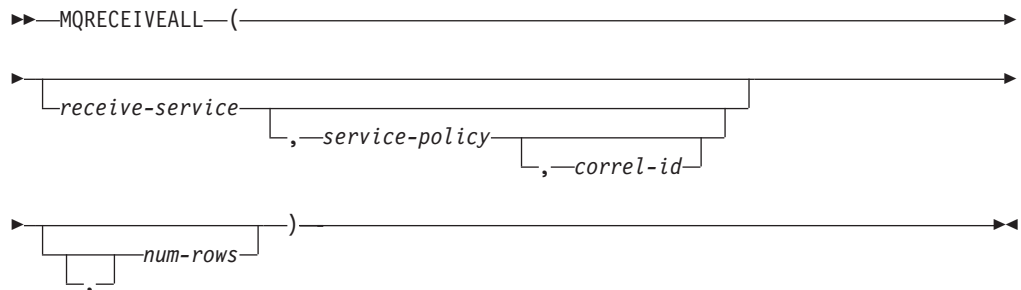 MQRECEIVEALL (
receive-service
, service-policy
, correl-id
)
num-rows
,